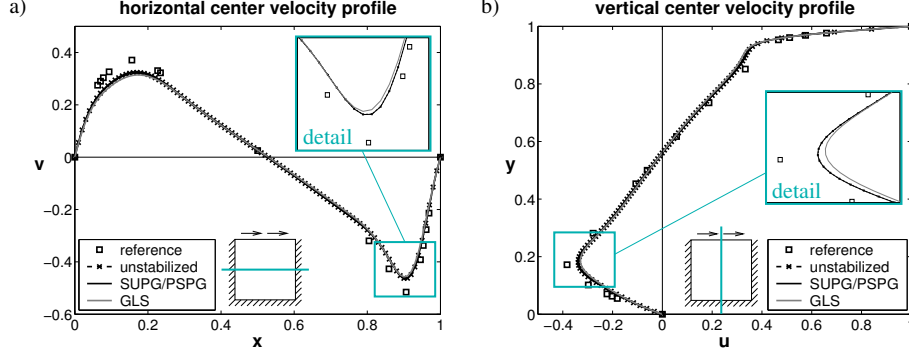 a)
horizontal center velocity profile
0.4
0.2
0
−0.2
−0.4
−0.6
v
detail
reference
unstabilized
SUPG/PSPG
GLS
0
0.2
0.4
0.6
0.8
1
x
b)
vertical center velocity profile
1
0.8
0.6
0.4
0.2
0
y
detail
reference
unstabilized
SUPG/PSPG
GLS
−0.4
−0.2
0
0.2
0.4
0.6
0.8
1
u